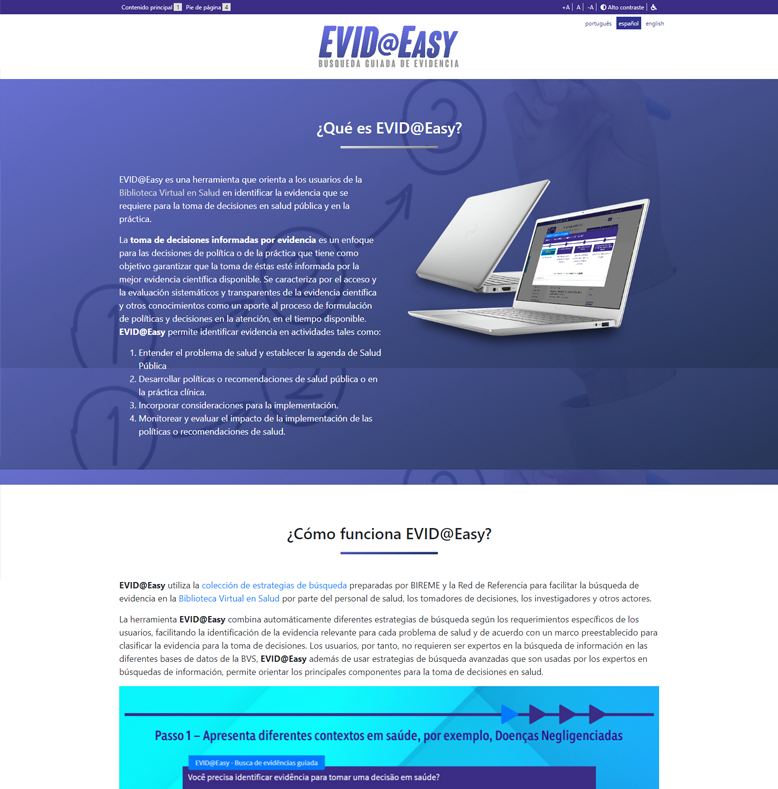 Contenido principal 1 Pie de página 4
+A A -A Alto contraste
português español english
EVID@EASY
BÚSQUEDA GUIADA DE EVIDENCIA
¿Qué es EVID@Easy?
EVID@Easy es una herramienta que orienta a los usuarios de la
Biblioteca Virtual en Salud en identificar la evidencia que se
requiere para la toma de decisiones en salud pública y en la
práctica.
La toma de decisiones informadas por evidencia es un enfoque
para las decisiones de política o de la práctica que tiene como
objetivo garantizar que la toma de éstas esté informada por la
mejor evidencia científica disponible. Se caracteriza por el acceso y
la evaluación sistemáticos y transparentes de la evidencia científica
y otros conocimientos como un aporte al proceso de formulación
de políticas y decisiones en la atención, en el tiempo disponible.
EVID@Easy permite identificar evidencia en actividades tales como:
1. Entender el problema de salud y establecer la agenda de Salud
Pública
2. Desarrollar políticas o recomendaciones de salud pública o en
la práctica clínica.
3. Incorporar consideraciones para la implementación.
4. Monitorear y evaluar el impacto de la implementación de las
políticas o recomendaciones de salud.
1
2
3
1
2
¿Cómo funciona EVID@Easy?
EVID@Easy utiliza la colección de estrategias de búsqueda preparadas por BIREME y la Red de Referencia para facilitar la búsqueda de
evidencia en la Biblioteca Virtual en Salud por parte del personal de salud, los tomadores de decisiones, los investigadores y otros actores.
La herramienta EVID@Easy combina automáticamente diferentes estrategias de búsqueda según los requerimientos específicos de los
usuarios, facilitando la identificación de la evidencia relevante para cada problema de salud y de acuerdo con un marco preestablecido para
clasificar la evidencia para la toma de decisiones. Los usuarios, por tanto, no requieren ser expertos en la búsqueda de información en las
diferentes bases de datos de la BVS, EVID@Easy además de usar estrategias de búsqueda avanzadas que son usadas por los expertos en
búsquedas de información, permite orientar los principales componentes para la toma de decisiones en salud.
Passo 1 – Apresenta diferentes contextos em saúde, por exemplo, Doenças Negligenciadas
EVID@Easy - Busca de evidências guiada
Você precisa identificar evidência para tomar uma decisão em saúde?